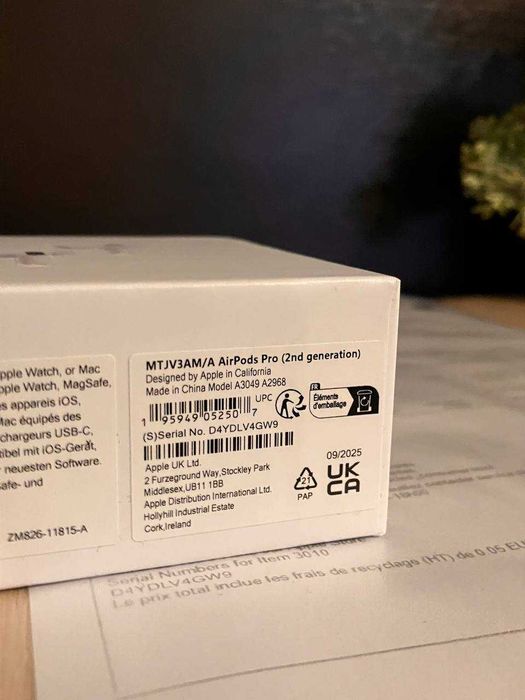 pple Watch, or Mac
pple Watch, MagSafe,
es appareils iOS,
Mac équipés des
chargeurs USB-C,
tibel mit iOS-Gerät,
neuesten Software.
safe- und
ZM826-11815-A
MTJV3AM/A AirPods Pro (2nd generation)
Designed by Apple in California
Made in China Model A3049 A2968
1 95949 05250 7 UPC
FR
Éléments
d'emballage
(S)Serial No. D4YDLV4GW9
Apple UK Ltd.
2 Furzeground Way,Stockley Park
Middlesex,UB11 1BB
Apple Distribution International Ltd.
Hollyhill Industrial Estate
Cork,Ireland
21
PAP
09/2025
UK
CA
Serial Numbers for Item 3010
D4YDLV4GW9
Le prix total inclue les frais de recyclage (HT) de 0.05 EU